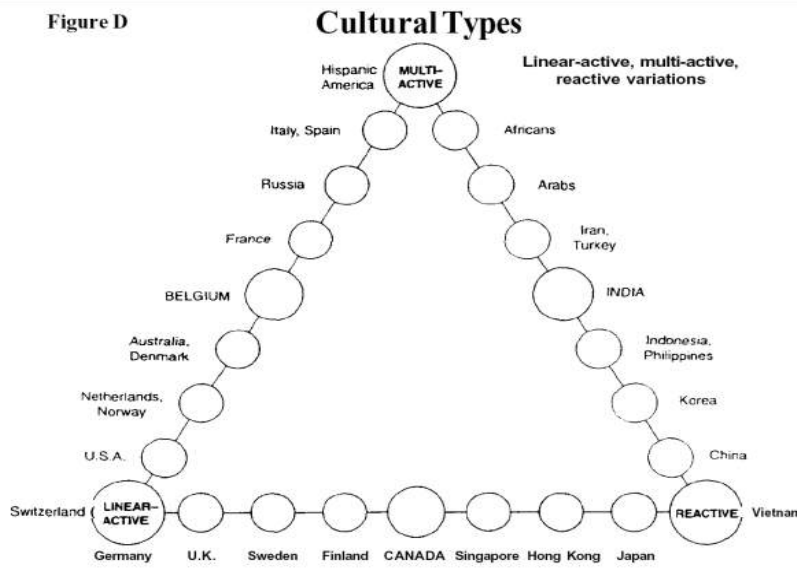 Figure D
Cultural Types
Linear-active, multi-active,
reactive variations
Hispanic
America
MULTI-
ACTIVE
Italy, Spain
Africans
Russia
Arabs
France
Iran,
Turkey
BELGIUM
INDIA
Australia,
Denmark
Indonesia,
Philippines
Netherlands,
Norway
Korea
U.S.A.
China
Switzerland
LINEAR-
ACTIVE
REACTIVE
Vietnam
Germany
U.K.
Sweden
Finland
CANADA
Singapore
Hong Kong
Japan